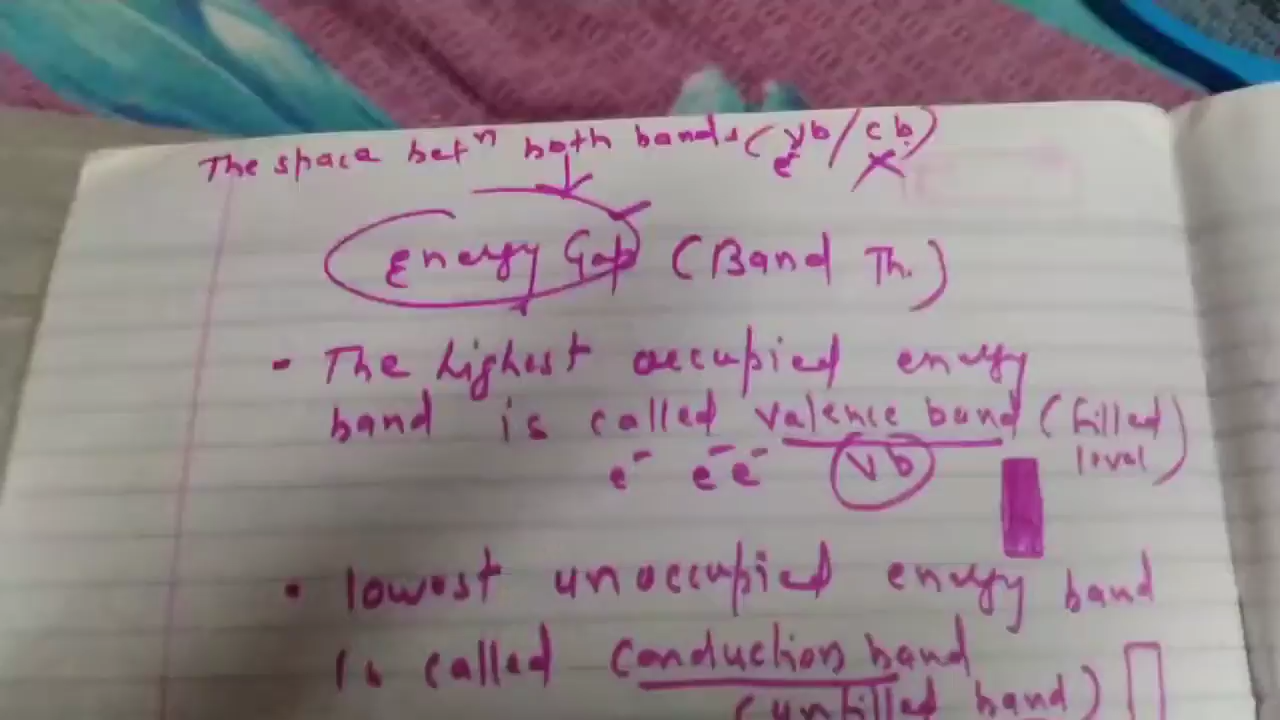 The space betⁿ both bands (vb/cb)
e⁻ X
Energy Gap (Band Th.)
• The highest occupied energy
band is called valence band (filled
level)
e⁻ e⁻ e⁻ vb
• lowest unoccupied energy band
is called conduction band
(unfilled band)